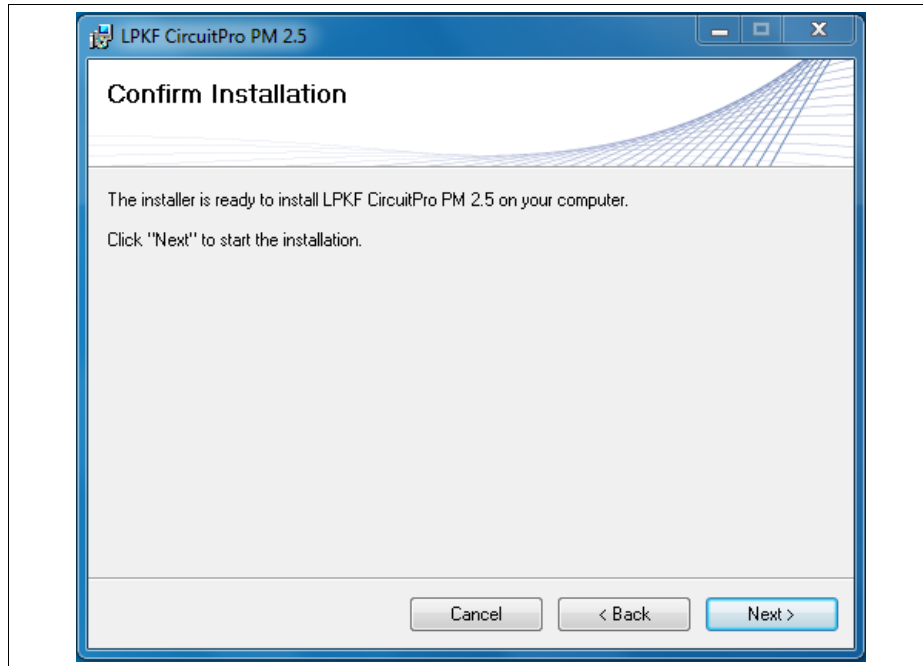 LPKF CircuitPro PM 2.5
Confirm Installation
The installer is ready to install LPKF CircuitPro PM 2.5 on your computer.
Click "Next" to start the installation.
Cancel
< Back
Next >